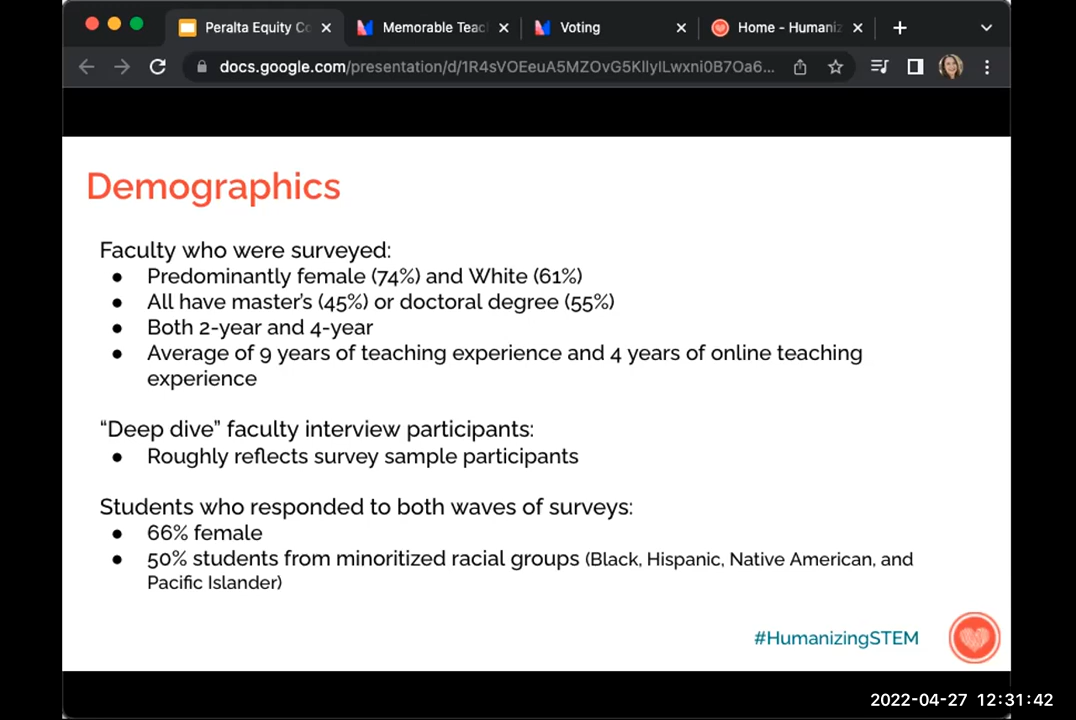 Peralta Equity Co
Memorable Teac
Voting
Home - Humaniz
docs.google.com/presentation/d/1R4sVOEeuA5MZOvG5KIlyILwxni0B7Oa6...
Demographics
Faculty who were surveyed:
● Predominantly female (74%) and White (61%)
● All have master's (45%) or doctoral degree (55%)
● Both 2-year and 4-year
● Average of 9 years of teaching experience and 4 years of online teaching
experience
“Deep dive” faculty interview participants:
● Roughly reflects survey sample participants
Students who responded to both waves of surveys:
● 66% female
● 50% students from minoritized racial groups (Black, Hispanic, Native American, and
Pacific Islander)
#HumanizingSTEM
2022-04-27 12:31:42